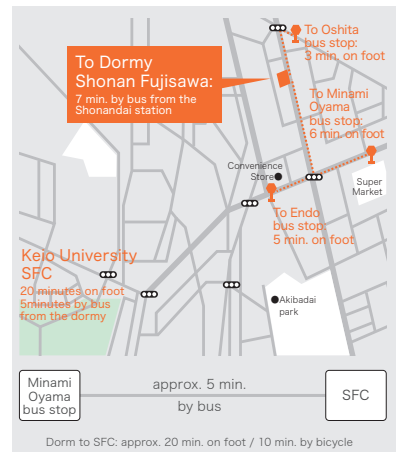 To Oshita
bus stop:
3 min. on foot
To Dormy
Shonan Fujisawa:
7 min. by bus from the
Shonandai station
To Minami
Oyama
bus stop:
6 min. on foot
Convenience
Store
Super
Market
To Endo
bus stop:
5 min. on foot
Keio University
SFC
20 minutes on foot
5minutes by bus
from the dormy
Akibadai
park
Minami
Oyama
bus stop
approx. 5 min.
by bus
SFC
Dorm to SFC: approx. 20 min. on foot / 10 min. by bicycle